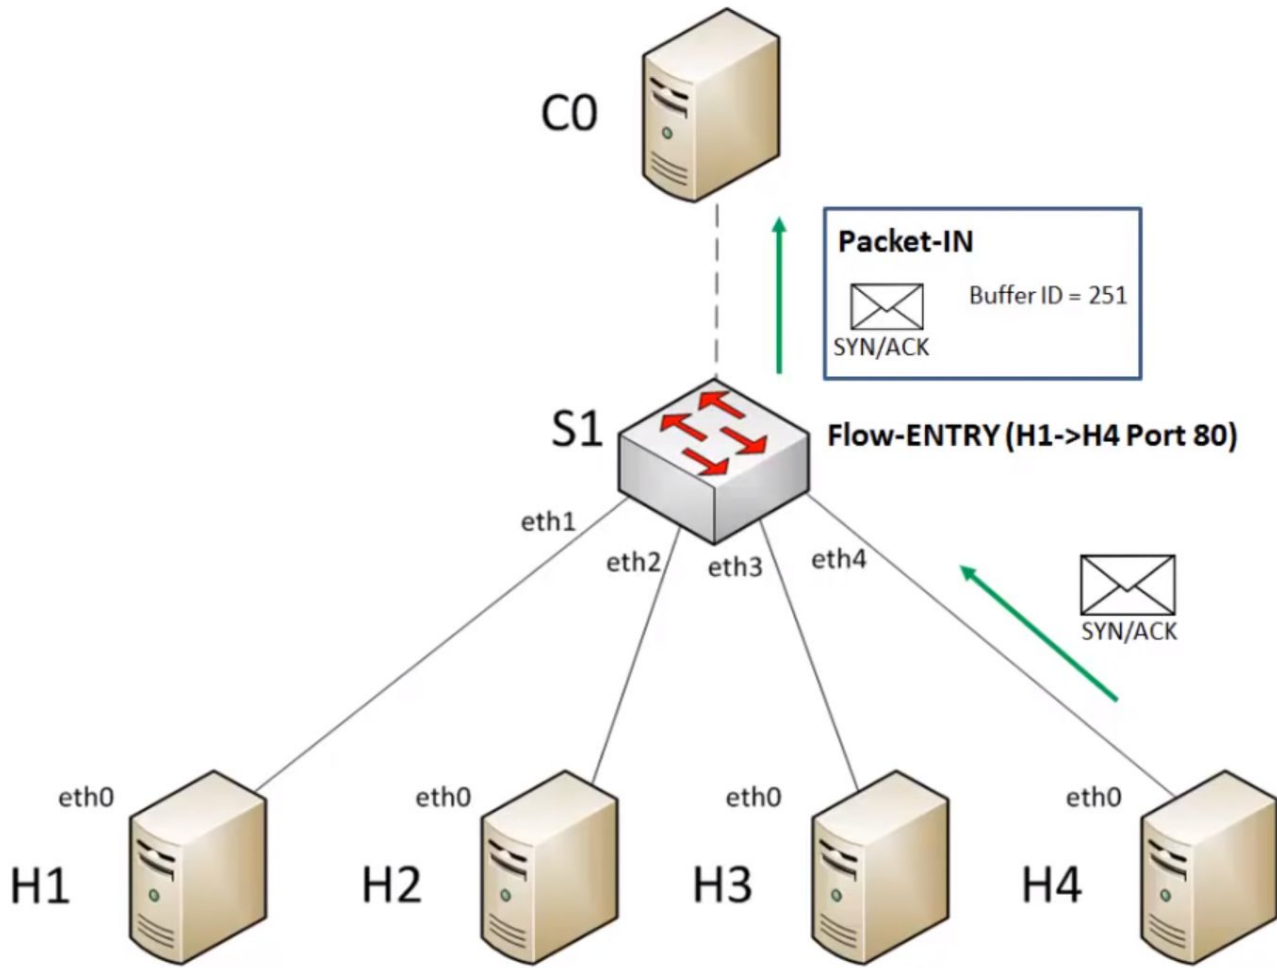 C0
Packet-IN
Buffer ID = 251
SYN/ACK
S1
Flow-ENTRY (H1->H4 Port 80)
eth1
eth2
eth3
eth4
SYN/ACK
eth0
eth0
eth0
eth0
H1
H2
H3
H4